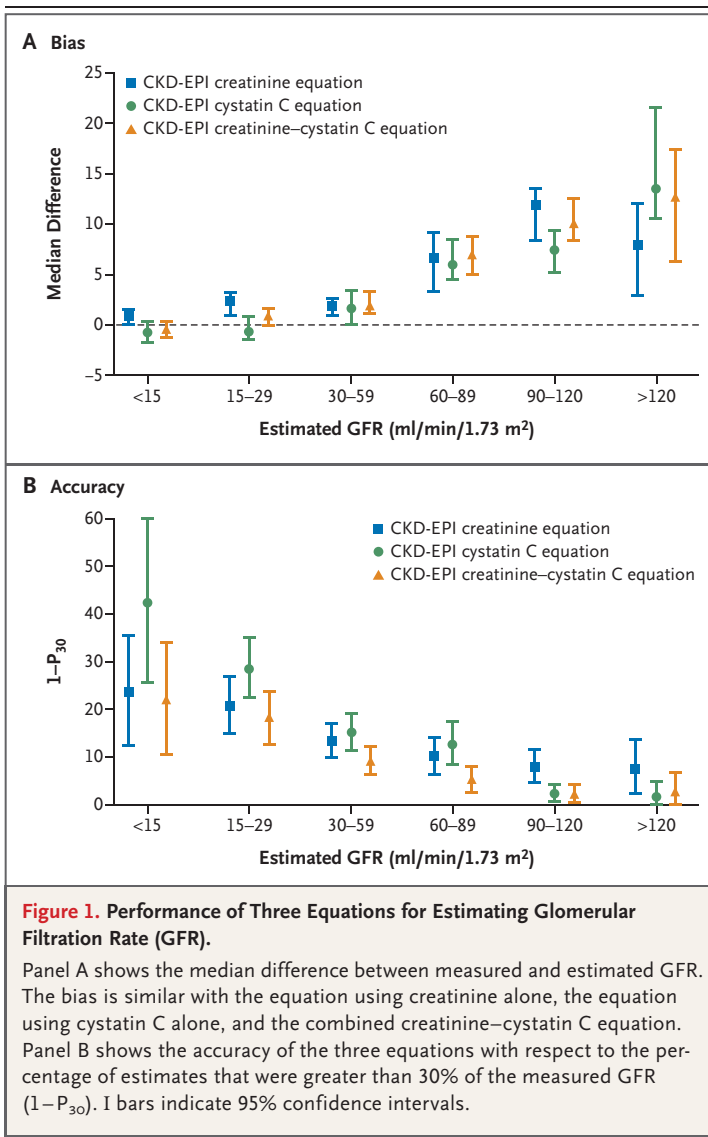 A Bias
25
20
15
10
5
0
–5
Median Difference
CKD-EPI creatinine equation
CKD-EPI cystatin C equation
CKD-EPI creatinine–cystatin C equation
<15
15–29
30–59
60–89
90–120
>120
Estimated GFR (ml/min/1.73 m²)
B Accuracy
60
50
40
30
20
10
0
1–P₃₀
CKD-EPI creatinine equation
CKD-EPI cystatin C equation
CKD-EPI creatinine–cystatin C equation
<15
15–29
30–59
60–89
90–120
>120
Estimated GFR (ml/min/1.73 m²)
Figure 1. Performance of Three Equations for Estimating Glomerular
Filtration Rate (GFR).
Panel A shows the median difference between measured and estimated GFR.
The bias is similar with the equation using creatinine alone, the equation
using cystatin C alone, and the combined creatinine–cystatin C equation.
Panel B shows the accuracy of the three equations with respect to the per-
centage of estimates that were greater than 30% of the measured GFR
(1–P₃₀). I bars indicate 95% confidence intervals.